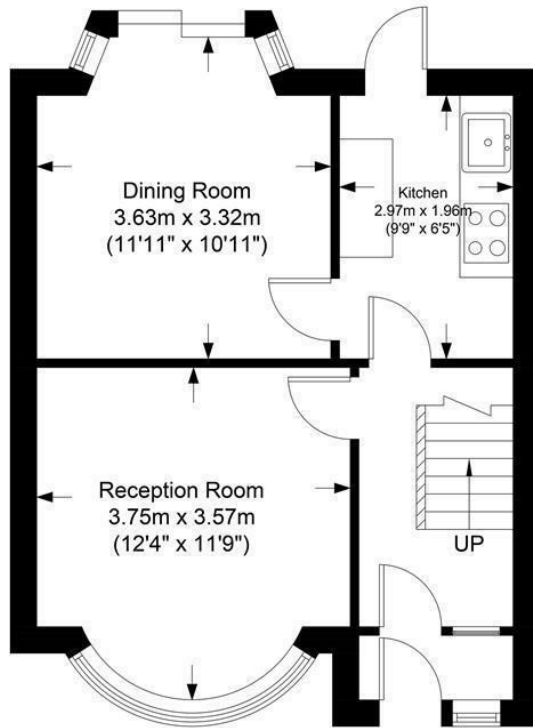 Dining Room
3.63m x 3.32m
(11'11" x 10'11")
Kitchen
2.97m x 1.96m
(9'9" x 6'5")
Reception Room
3.75m x 3.57m
(12'4" x 11'9")
UP